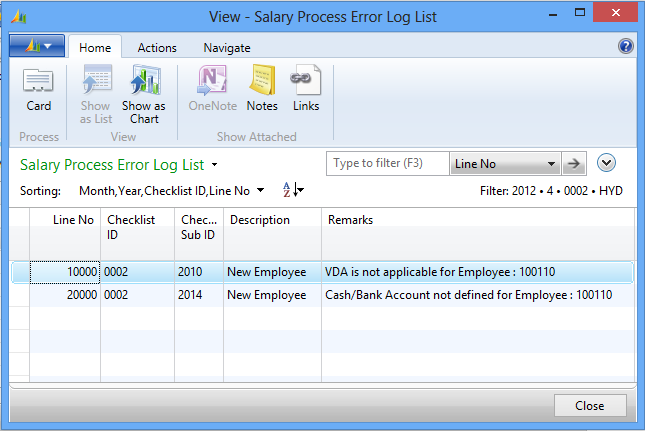 View - Salary Process Error Log List
Home Actions Navigate
Card
Show as List
Show as Chart
OneNote
Notes
Links
Process View Show Attached
Salary Process Error Log List
Type to filter (F3) Line No
Sorting: Month,Year,Checklist ID,Line No A Z Filter: 2012 • 4 • 0002 • HYD
Line No Checklist ID Chec... Sub ID Description Remarks
10000 0002 2010 New Employee VDA is not applicable for Employee : 100110
20000 0002 2014 New Employee Cash/Bank Account not defined for Employee : 100110
Close